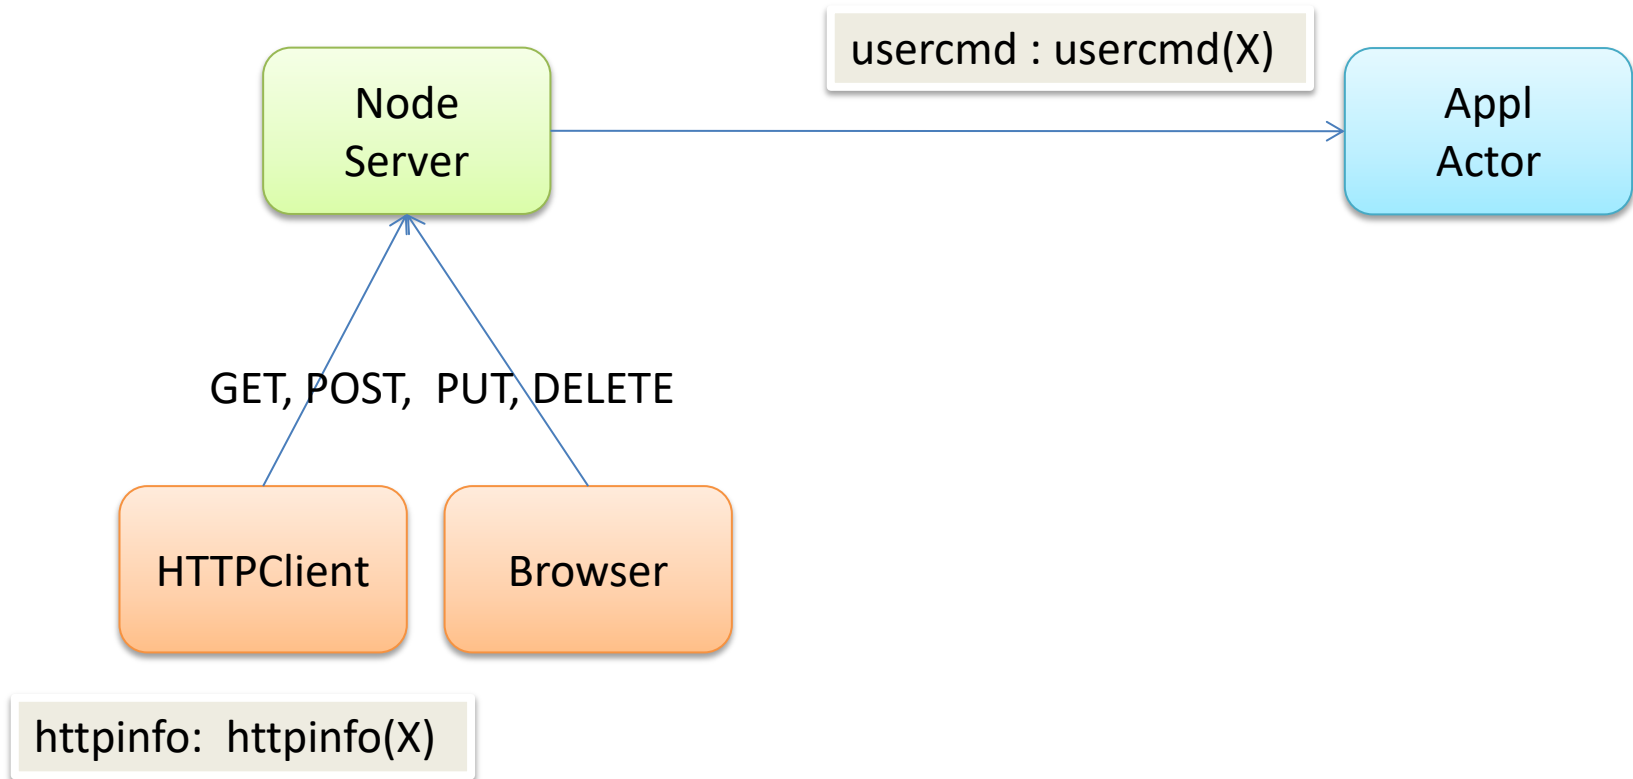 usercmd : usercmd(X)
Node
Server
Appl
Actor
GET, POST,  PUT, DELETE
HTTPClient
Browser
httpinfo:  httpinfo(X)